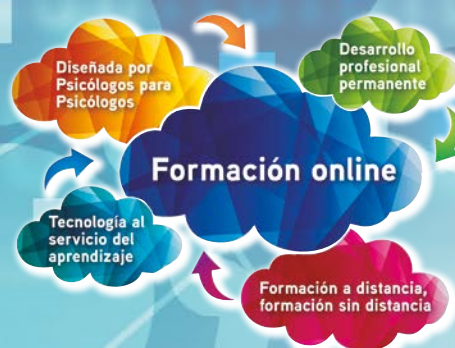 Diseñada por
Psicólogos para
Psicólogos
Desarrollo
profesional
permanente
Formación online
Tecnología al
servicio del
aprendizaje
Formación a distancia,
formación sin distancia